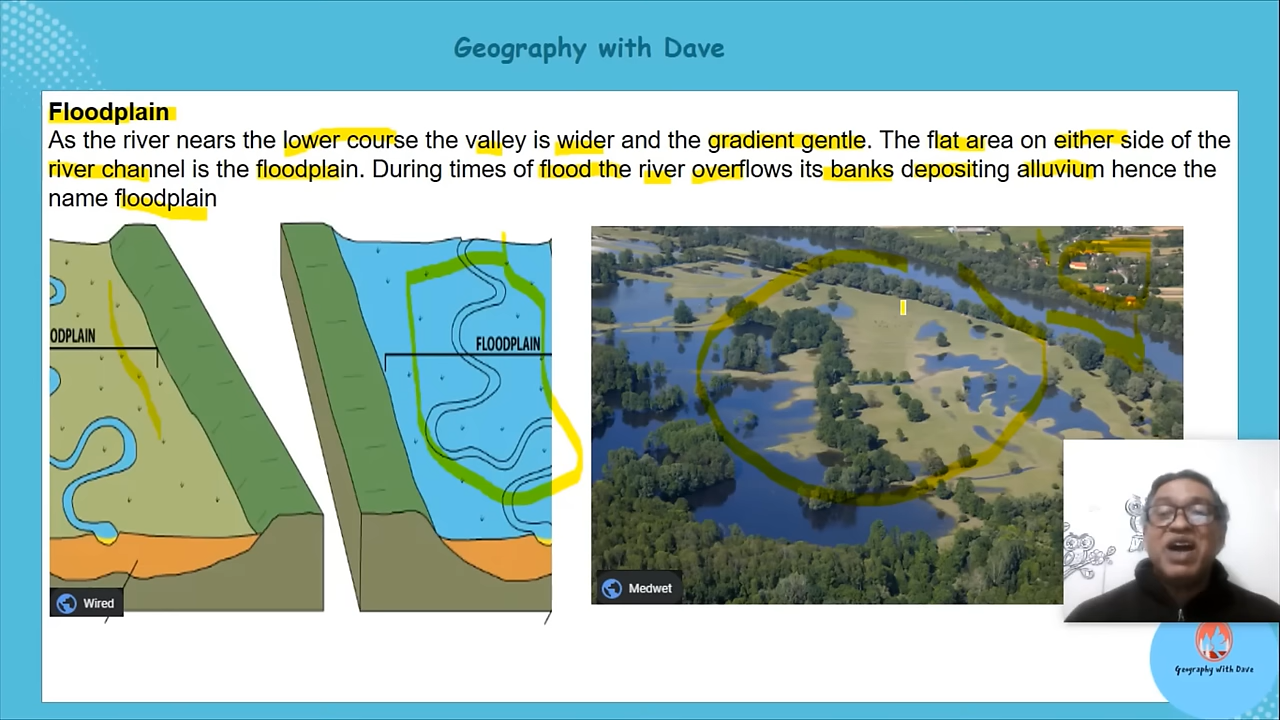 Geography with Dave
Floodplain
As the river nears the lower course the valley is wider and the gradient gentle. The flat area on either side of the
river channel is the floodplain. During times of flood the river overflows its banks depositing alluvium hence the
name floodplain
ODPLAIN
FLOODPLAIN
Wired
Medwet
Geography with Dave